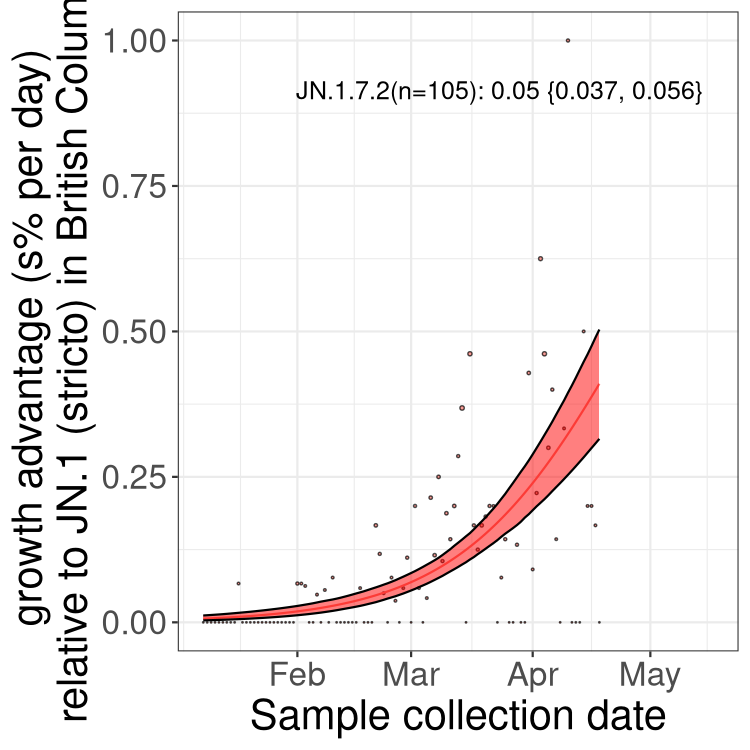 growth advantage (s% per day)
relative to JN.1 (stricto) in British Colum
1.00
0.75
0.50
0.25
0.00
JN.1.7.2(n=105): 0.05 {0.037, 0.056}
Feb Mar Apr May
Sample collection date